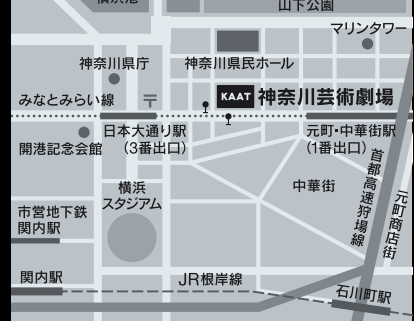 山下公園
マリンタワー
神奈川県庁
神奈川県民ホール
みなとみらい線
〒
KAAT 神奈川芸術劇場
日本大通り駅
(3番出口)
元町・中華街駅
(1番出口)
開港記念会館
横浜
スタジアム
中華街
首都高速狩場線
元町商店街
市営地下鉄
関内駅
関内駅
JR根岸線
石川町駅